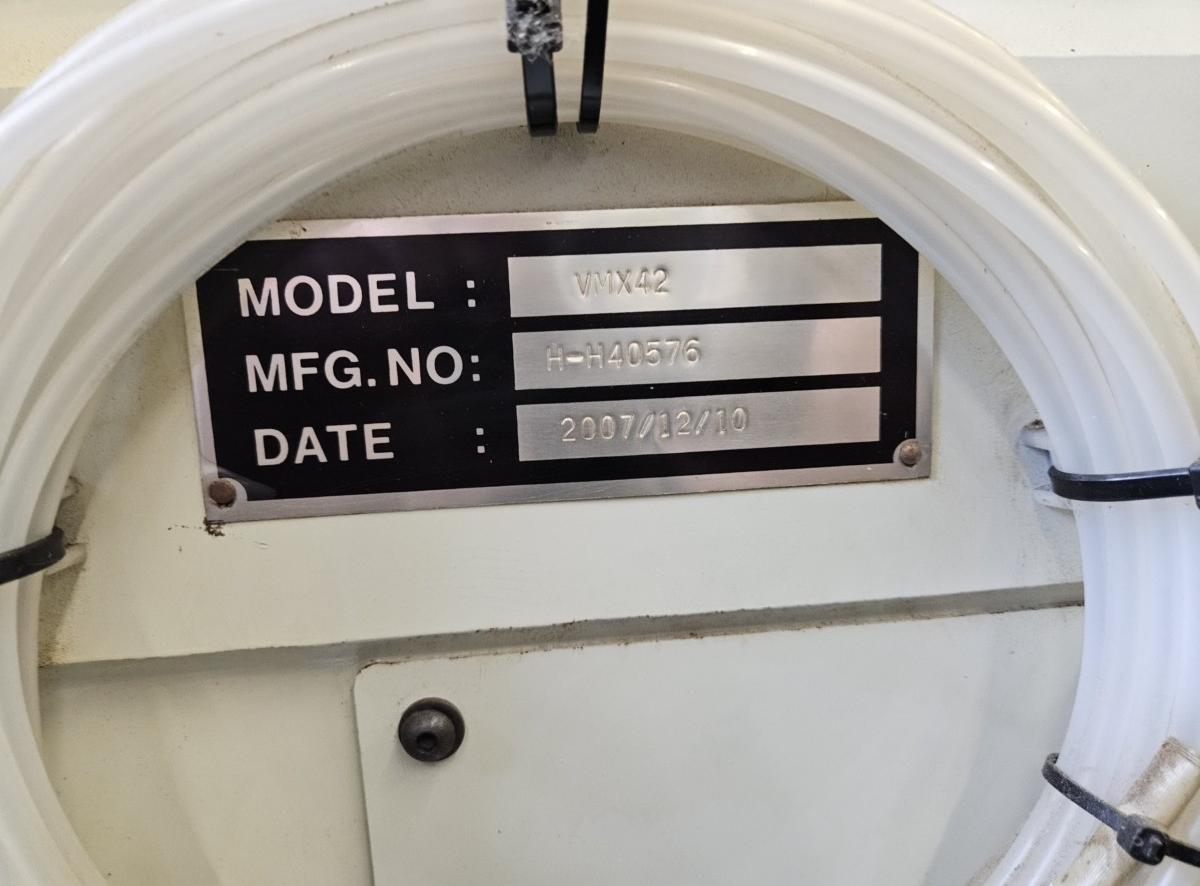 MODEL : VMX42
MFG. NO: H-H40576
DATE : 2007/12/10